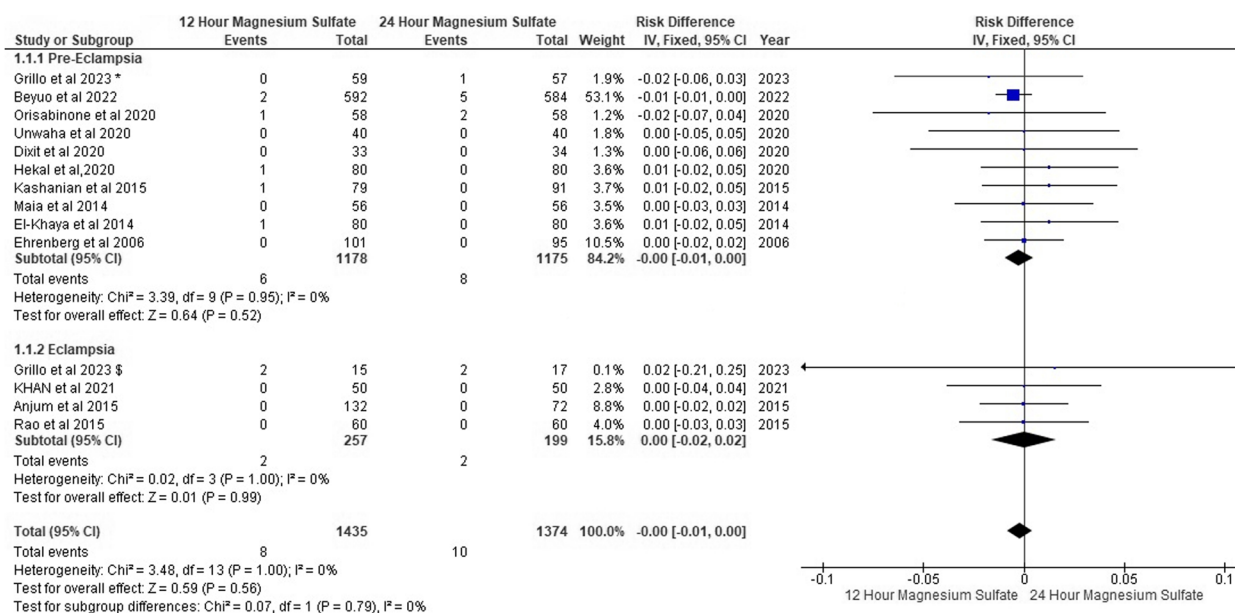 12 Hour Magnesium Sulfate 24 Hour Magnesium Sulfate Risk Difference Risk Difference
Study or Subgroup Events Total Events Total Weight IV, Fixed, 95% CI Year IV, Fixed, 95% CI
1.1.1 Pre-Eclampsia
Grillo et al 2023 * 0 59 1 57 1.9% -0.02 [-0.06, 0.03] 2023
Beyuo et al 2022 2 592 5 584 53.1% -0.01 [-0.01, 0.00] 2022
Orisabinone et al 2020 1 58 2 58 1.2% -0.02 [-0.07, 0.04] 2020
Unwaha et al 2020 0 40 0 40 1.8% 0.00 [-0.05, 0.05] 2020
Dixit et al 2020 0 33 0 34 1.3% 0.00 [-0.06, 0.06] 2020
Hekal et al,2020 1 80 0 80 3.6% 0.01 [-0.02, 0.05] 2020
Kashanian et al 2015 1 79 0 91 3.6% 0.01 [-0.02, 0.05] 2015
Maia et al 2014 0 56 0 56 3.5% 0.00 [-0.03, 0.03] 2014
El-Khaya et al 2014 1 80 0 80 3.6% 0.01 [-0.02, 0.05] 2014
Ehrenberg et al 2006 0 101 0 95 10.5% 0.00 [-0.02, 0.02] 2006
Subtotal (95% CI) 1178 1175 84.2% -0.00 [-0.01, 0.00]
Total events 6 8
Heterogeneity: Chi² = 3.39, df = 9 (P = 0.95); I² = 0%
Test for overall effect: Z = 0.64 (P = 0.52)
1.1.2 Eclampsia
Grillo et al 2023 $ 2 15 2 17 0.1% 0.02 [-0.21, 0.25] 2023
KHAN et al 2021 0 50 0 50 2.8% 0.00 [-0.04, 0.04] 2021
Anjum et al 2015 0 132 0 72 8.8% 0.00 [-0.02, 0.02] 2015
Rao et al 2015 0 60 0 60 4.0% 0.00 [-0.03, 0.03] 2015
Subtotal (95% CI) 257 199 15.8% 0.00 [-0.02, 0.02]
Total events 2 2
Heterogeneity: Chi² = 0.02, df = 3 (P = 1.00); I² = 0%
Test for overall effect: Z = 0.01 (P = 0.99)
Total (95% CI) 1435 1374 100.0% -0.00 [-0.01, 0.00]
Total events 8 10
Heterogeneity: Chi² = 3.48, df = 13 (P = 1.00); I² = 0%
Test for overall effect: Z = 0.59 (P = 0.56)
Test for subgroup differences: Chi² = 0.07, df = 1 (P = 0.79), I² = 0%
-0.1 -0.05 0 0.05 0.1
12 Hour Magnesium Sulfate 24 Hour Magnesium Sulfate